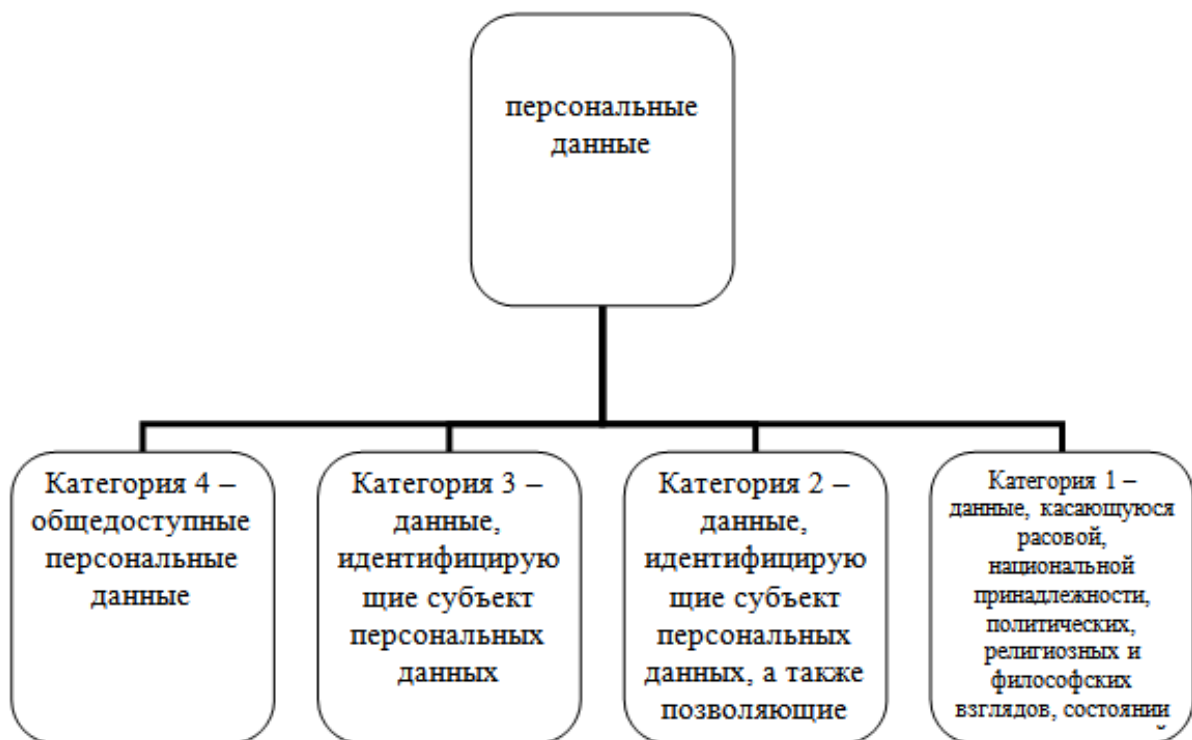 персональные
данные
Категория 4 –
общедоступные
персональные
данные
Категория 3 –
данные,
идентифицирую
щие субъект
персональных
данных
Категория 2 –
данные,
идентифицирую
щие субъект
персональных
данных, а также
позволяющие
Категория 1 –
данные, касающуюся
расовой,
национальной
принадлежности,
политических,
религиозных и
философских
взглядов, состоянии